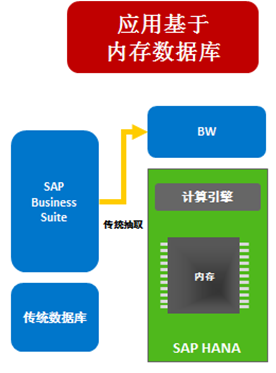 应用基于
内存数据库
BW
SAP
Business
Suite
传统抽取
计算引擎
内存
传统数据库
SAP HANA